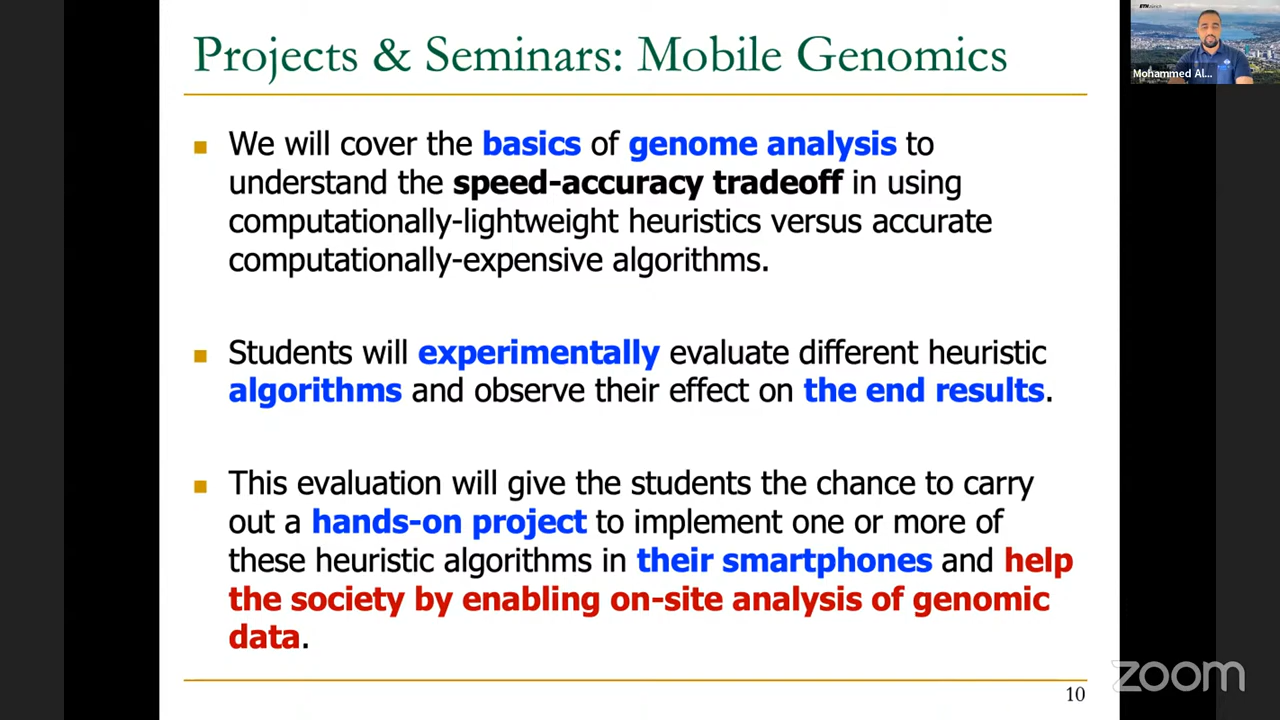 Projects & Seminars: Mobile Genomics
We will cover the basics of genome analysis to
understand the speed-accuracy tradeoff in using
computationally-lightweight heuristics versus accurate
computationally-expensive algorithms.
Students will experimentally evaluate different heuristic
algorithms and observe their effect on the end results.
This evaluation will give the students the chance to carry
out a hands-on project to implement one or more of
these heuristic algorithms in their smartphones and help
the society by enabling on-site analysis of genomic
data.
10
Mohammed Al...
zoom